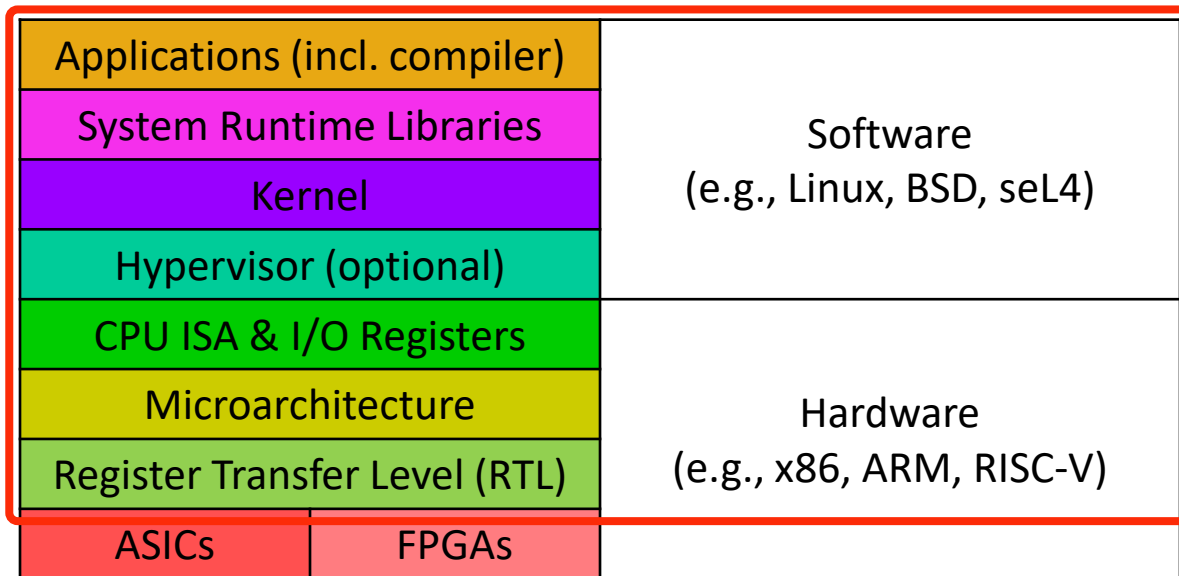 Applications (incl. compiler)
System Runtime Libraries
Kernel
Hypervisor (optional)
Software
(e.g., Linux, BSD, seL4)
CPU ISA & I/O Registers
Microarchitecture
Register Transfer Level (RTL)
Hardware
(e.g., x86, ARM, RISC-V)
ASICs
FPGAs